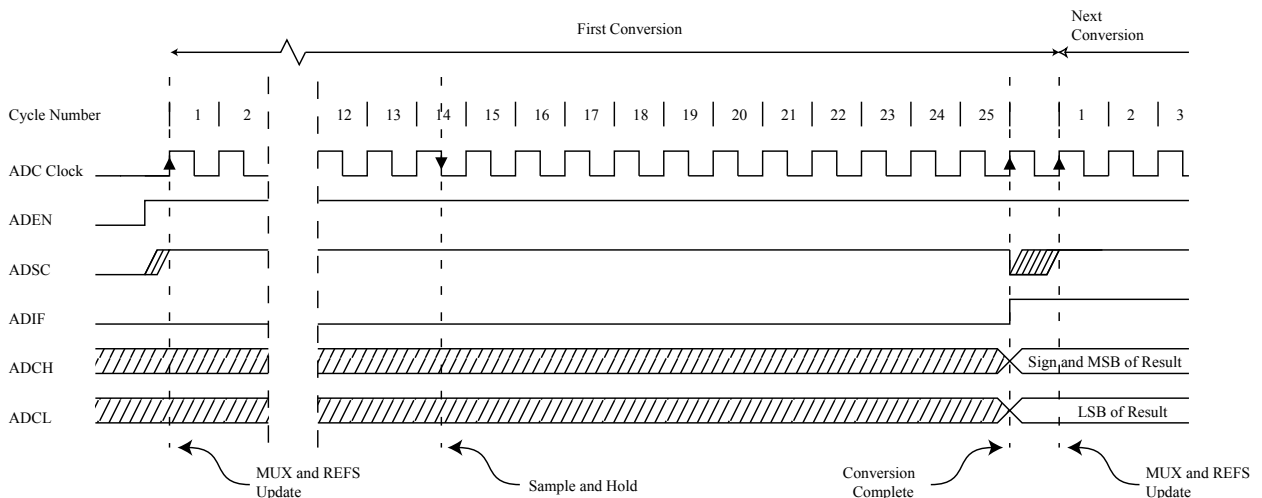 First Conversion
Next
Conversion
Cycle Number
1 2 12 13 14 15 16 17 18 19 20 21 22 23 24 25 1 2 3
ADC Clock
ADEN
ADSC
ADIF
ADCH
Sign and MSB of Result
ADCL
LSB of Result
MUX and REFS
Update
Sample and Hold
Conversion
Complete
MUX and REFS
Update